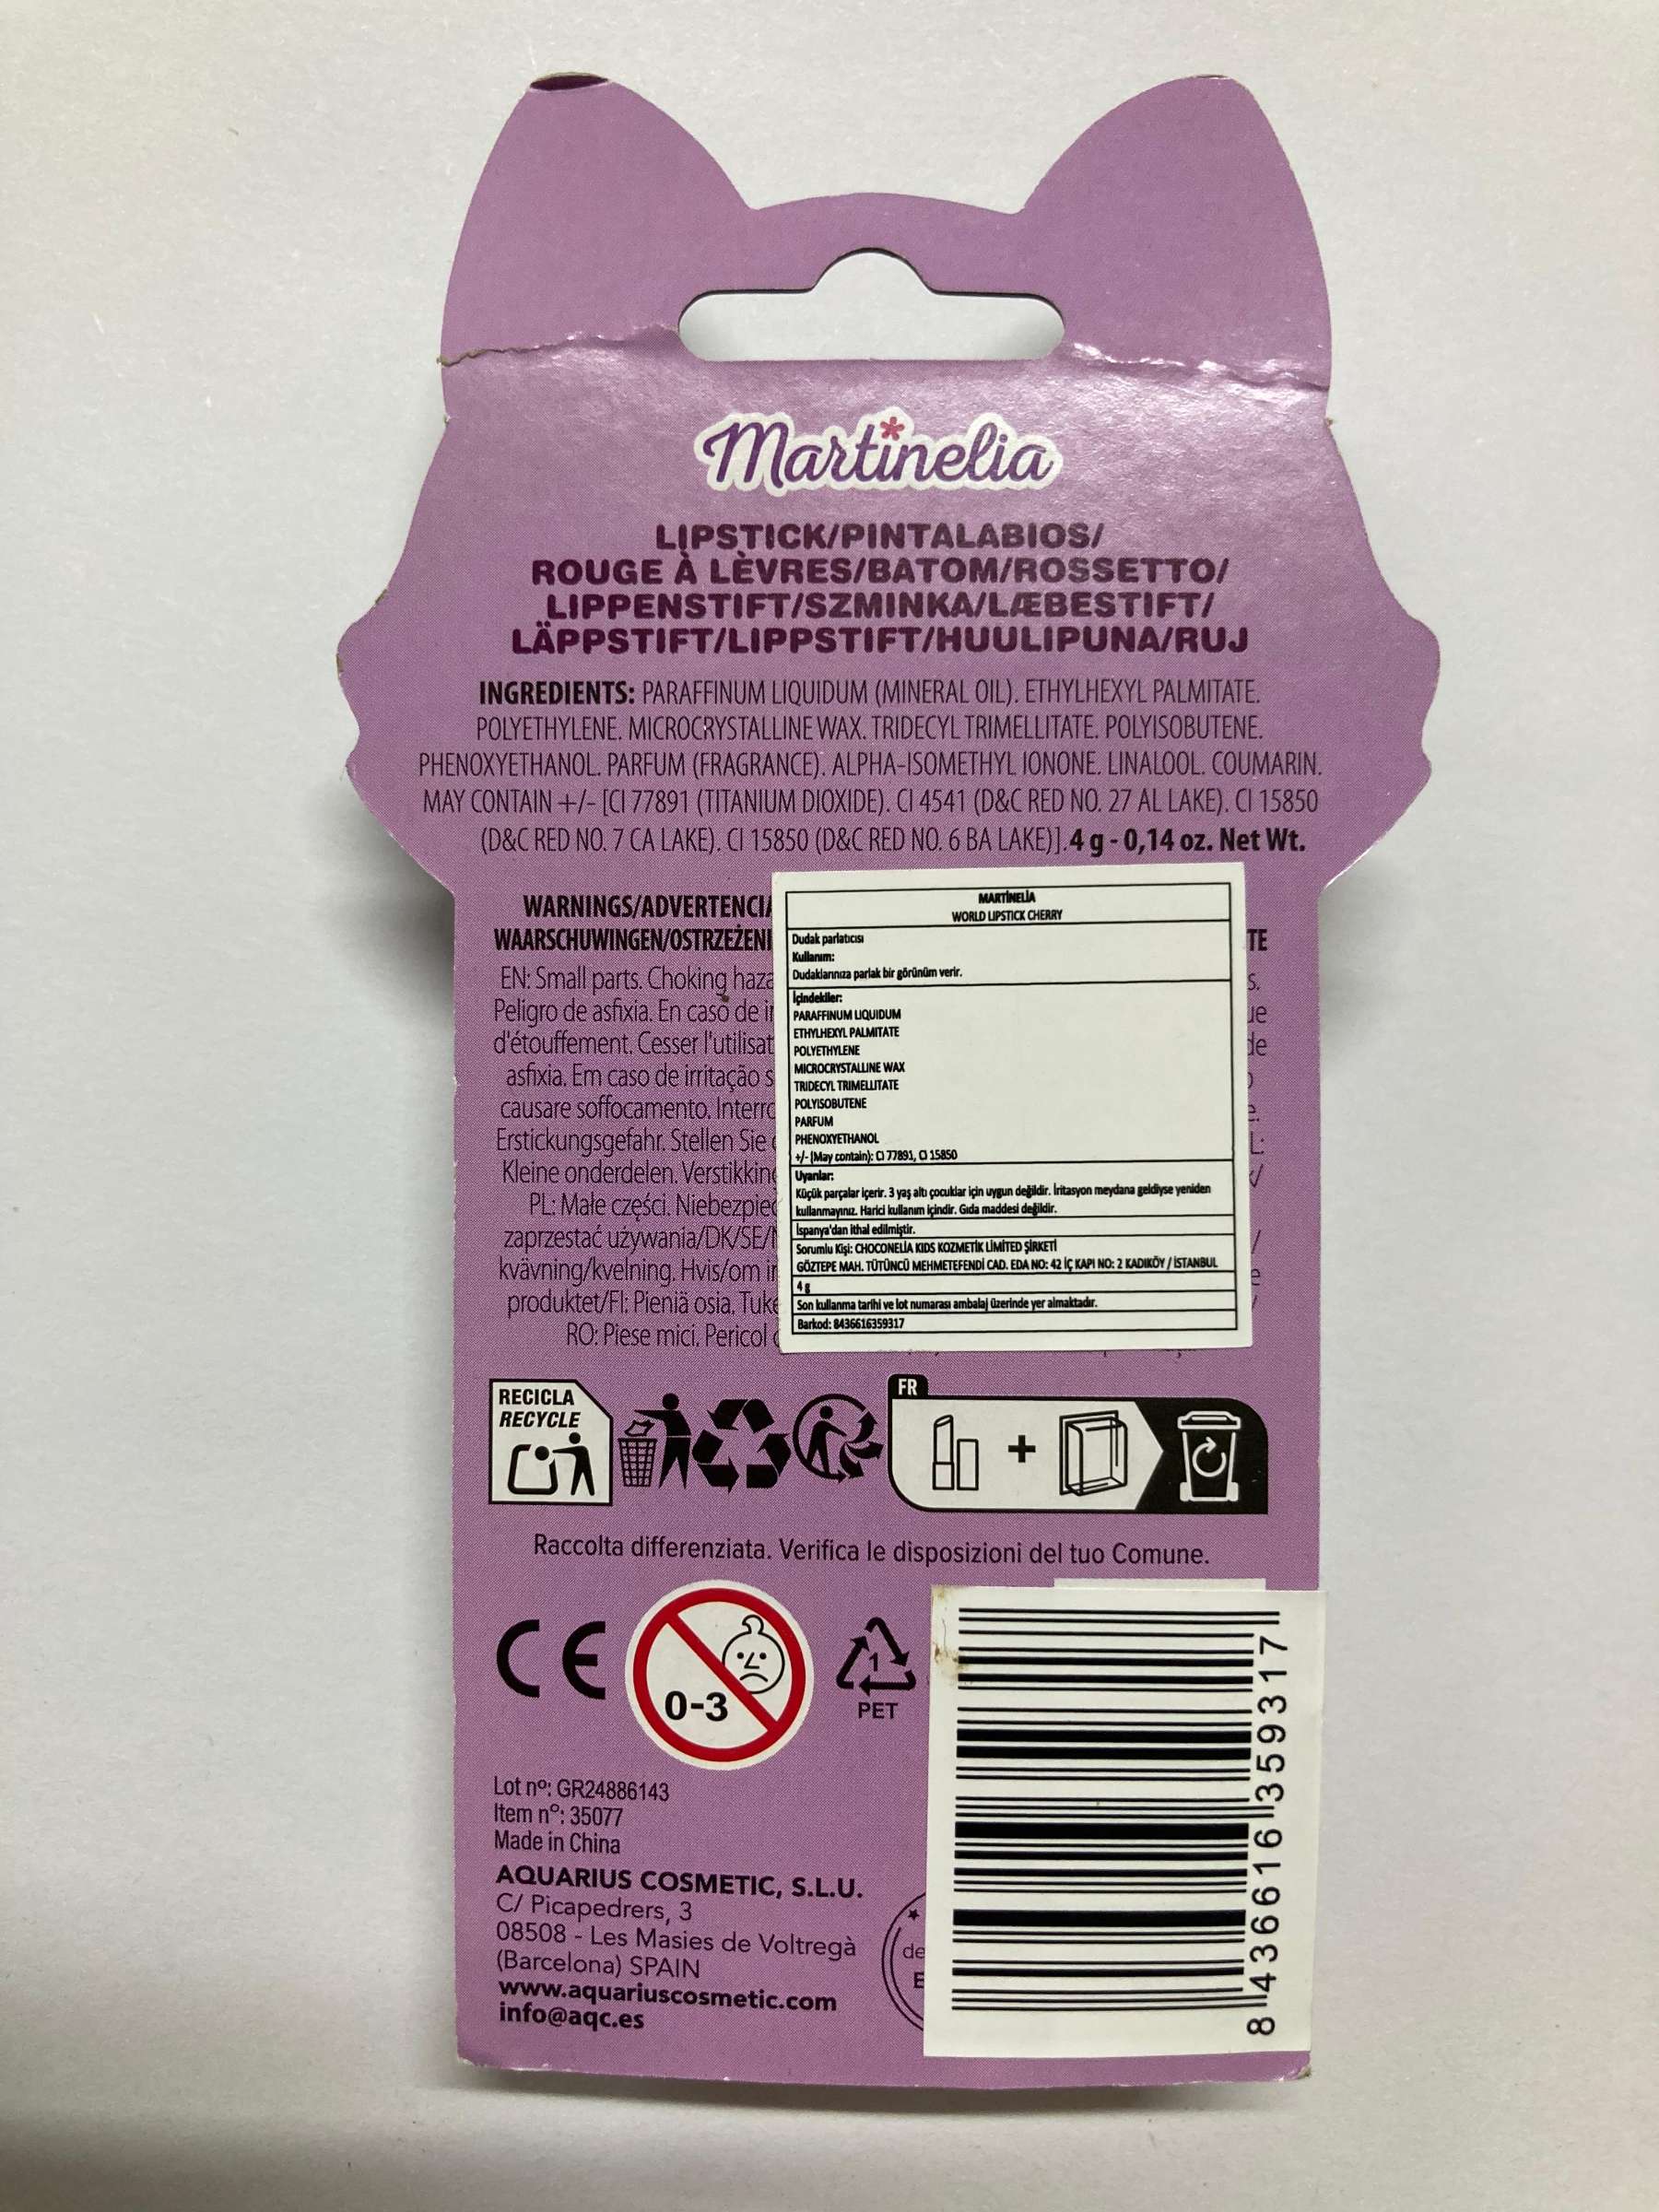 Martinelia
LIPSTICK/PINTALABIOS/
ROUGE À LÈVRES/BATOM/ROSSETTO/
LIPPENSTIFT/SZMINKA/LÆBESTIFT/
LÄPPSTIFT/LIPPSTIFT/HUULIPUNA/RUJ
INGREDIENTS: PARAFFINUM LIQUIDUM (MINERAL OIL). ETHYLHEXYL PALMITATE.
POLYETHYLENE. MICROCRYSTALLINE WAX. TRIDECYL TRIMELLITATE. POLYISOBUTENE.
PHENOXYETHANOL. PARFUM (FRAGRANCE). ALPHA-ISOMETHYL IONONE. LINALOOL. COUMARIN.
MAY CONTAIN +/- [CI 77891 (TITANIUM DIOXIDE). CI 4541 (D&C RED NO. 27 AL LAKE). CI 15850
(D&C RED NO. 7 CA LAKE). CI 15850 (D&C RED NO. 6 BA LAKE)]. 4 g - 0,14 oz. Net Wt.
WARNINGS/ADVERTENCIA
WAARSCHUWINGEN/OSTRZEŻENI TE
EN: Small parts. Choking haza s.
Peligro de asfixia. En caso de ir ue
d'étouffement. Cesser l'utilisat de
asfixia. Em caso de irritação s
causare soffocamento. Interro e.
Erstickungsgefahr. Stellen Sie L:
Kleine onderdelen. Verstikking
PL: Małe części. Niebezpiec
zaprzestać używania/DK/SE/N /
kvävning/kvelning. Hvis/om ir e
produktet/FI: Pieniä osia. Tuke /
RO: Piese mici. Pericol
MARTİNELİA
WORLD LIPSTICK CHERRY
Dudak parlatıcısı
Kullanım:
Dudaklarınıza parlak bir görünüm verir.
İçindekiler:
PARAFFINUM LIQUIDUM
ETHYLHEXYL PALMITATE
POLYETHYLENE
MICROCRYSTALLINE WAX
TRIDECYL TRIMELLITATE
POLYISOBUTENE
PARFUM
PHENOXYETHANOL
+/- (May contain): CI 77891, CI 15850
Uyarılar:
Küçük parçalar içerir. 3 yaş altı çocuklar için uygun değildir. İritasyon meydana geldiyse yeniden
kullanmayınız. Harici kullanım içindir. Gıda maddesi değildir.
İspanya'dan ithal edilmiştir.
Sorumlu Kişi: CHOCONELİA KIDS KOZMETİK LİMİTED ŞİRKETİ
GÖZTEPE MAH. TÜTÜNCÜ MEHMETEFENDİ CAD. EDA NO: 42 İÇ KAPI NO: 2 KADIKÖY / İSTANBUL
4 g
Son kullanma tarihi ve lot numarası ambalaj üzerinde yer almaktadır.
Barkod: 8436616359317
RECICLA
RECYCLE
FR
+
Raccolta differenziata. Verifica le disposizioni del tuo Comune.
CE
0-3
1
PET
Lot nº: GR24886143
Item nº: 35077
Made in China
AQUARIUS COSMETIC, S.L.U.
C/ Picapedrers, 3
08508 - Les Masies de Voltregà
(Barcelona) SPAIN
www.aquariuscosmetic.com
info@aqc.es
de
E
8 436616 359317